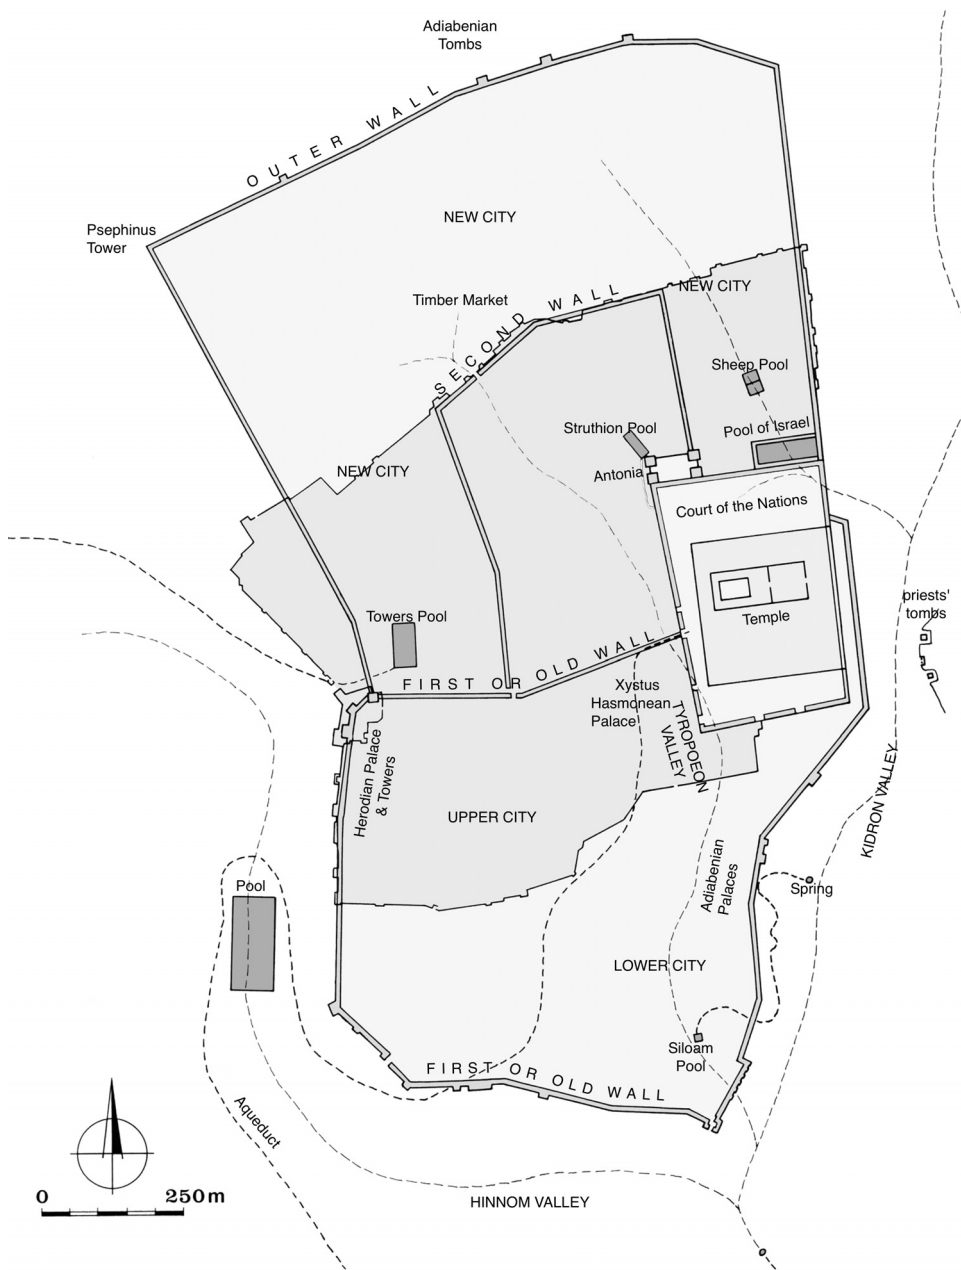 Adiabenian
Tombs
OUTER WALL
NEW CITY
Psephinus
Tower
NEW CITY
Timber Market
SECOND WALL
Sheep Pool
Struthion Pool
Pool of Israel
NEW CITY
Antonia
Court of the Nations
priests'
tombs
Towers Pool
Temple
FIRST OR OLD WALL
Xystus
Hasmonean
Palace
TYROPOEON
VALLEY
Herodian Palace
& Towers
UPPER CITY
KIDRON VALLEY
Adiabenian
Palaces
Pool
Spring
LOWER CITY
Siloam
Pool
FIRST OR OLD WALL
Aqueduct
0 250m
HINNOM VALLEY